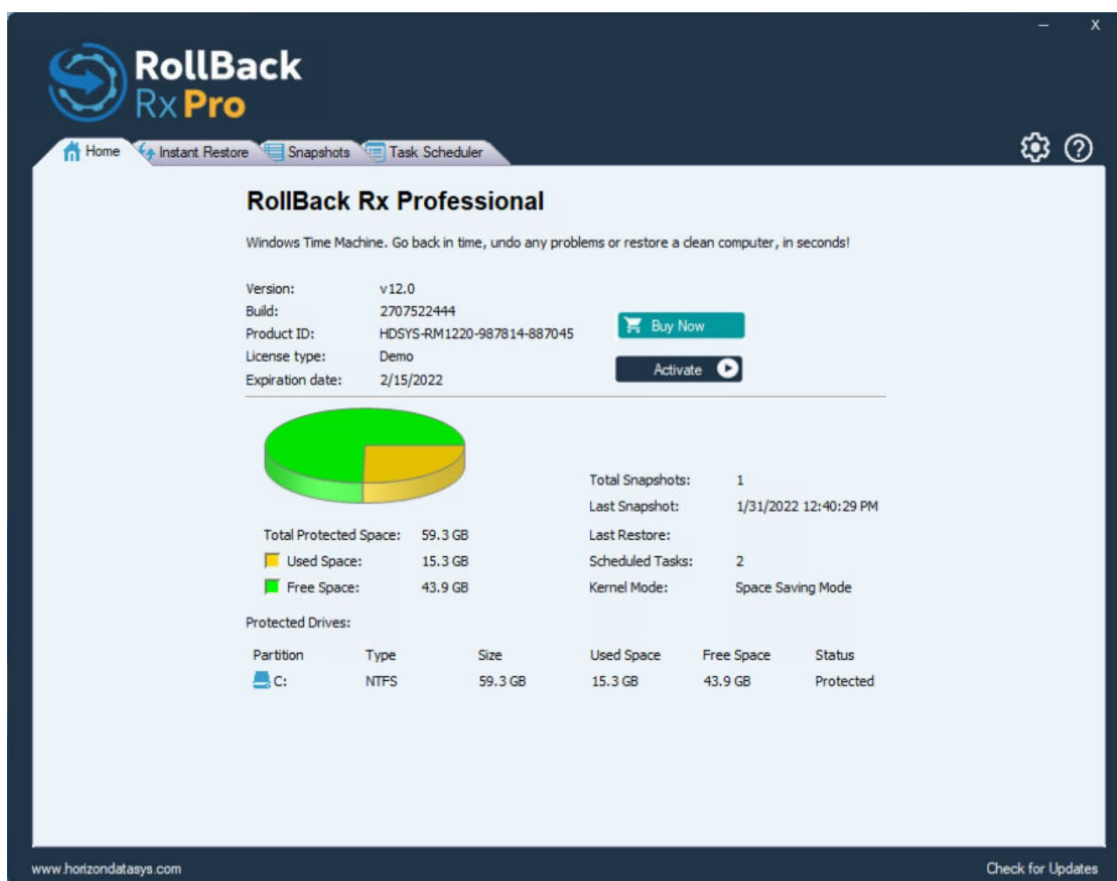 — X
RollBack
Rx Pro
Home Instant Restore Snapshots Task Scheduler
RollBack Rx Professional
Windows Time Machine. Go back in time, undo any problems or restore a clean computer, in seconds!
Version: v12.0
Build: 2707522444
Product ID: HDSYS-RM1220-987814-887045
License type: Demo
Expiration date: 2/15/2022
Buy Now
Activate
Total Protected Space: 59.3 GB
Used Space: 15.3 GB
Free Space: 43.9 GB
Total Snapshots: 1
Last Snapshot: 1/31/2022 12:40:29 PM
Last Restore:
Scheduled Tasks: 2
Kernel Mode: Space Saving Mode
Protected Drives:
Partition Type Size Used Space Free Space Status
C: NTFS 59.3 GB 15.3 GB 43.9 GB Protected
www.horizondatasys.com Check for Updates